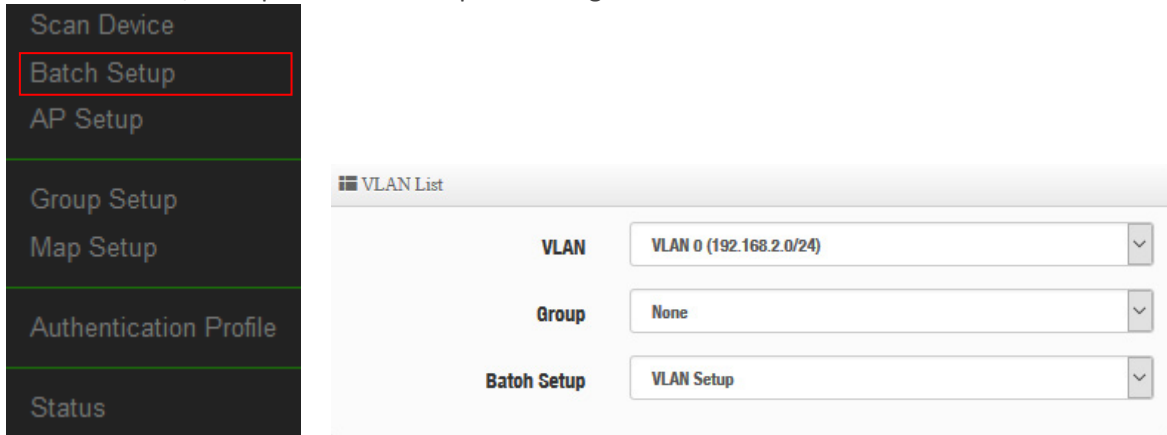 Scan Device
Batch Setup
AP Setup
Group Setup
Map Setup
Authentication Profile
Status
VLAN List
VLAN VLAN 0 (192.168.2.0/24)
Group None
Batoh Setup VLAN Setup